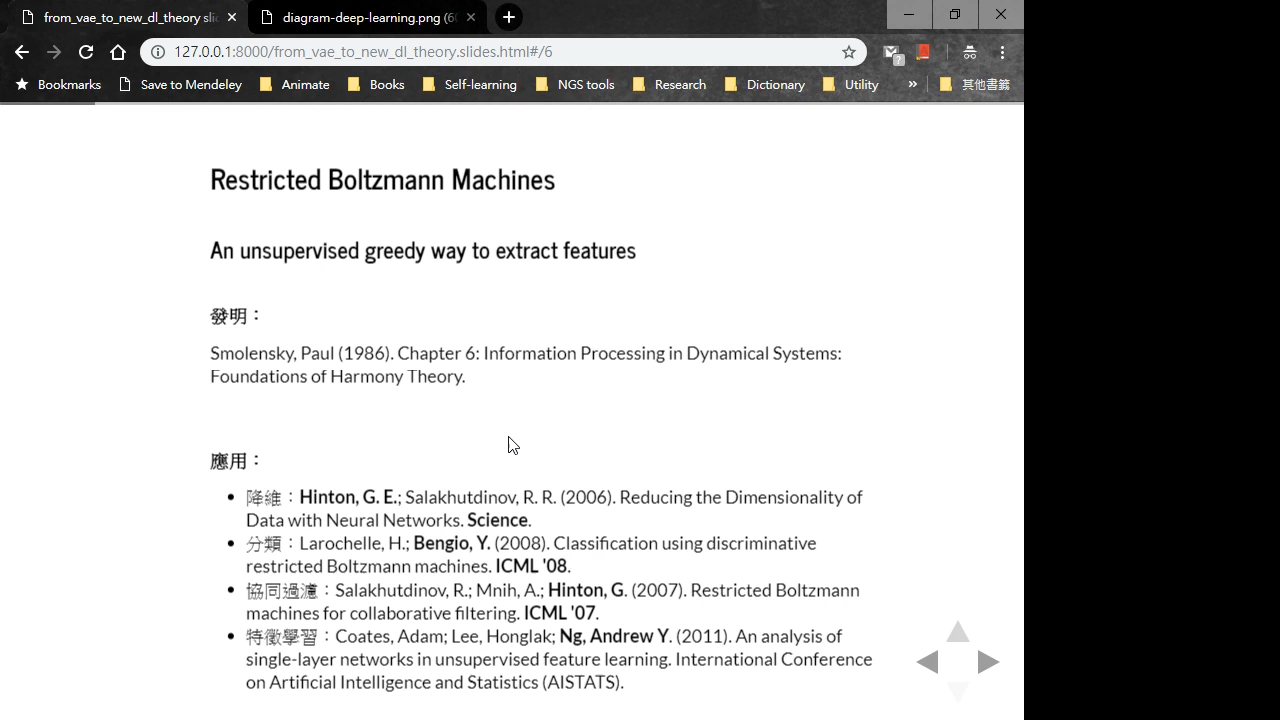 from_vae_to_new_dl_theory slid
diagram-deep-learning.png (60
127.0.0.1:8000/from_vae_to_new_dl_theory.slides.html#/6
Bookmarks Save to Mendeley Animate Books Self-learning NGS tools Research Dictionary Utility » 其他書籤
Restricted Boltzmann Machines
An unsupervised greedy way to extract features
發明：
Smolensky, Paul (1986). Chapter 6: Information Processing in Dynamical Systems:
Foundations of Harmony Theory.
應用：
降維：Hinton, G. E.; Salakhutdinov, R. R. (2006). Reducing the Dimensionality of
Data with Neural Networks. Science.
分類：Larochelle, H.; Bengio, Y. (2008). Classification using discriminative
restricted Boltzmann machines. ICML '08.
協同過濾：Salakhutdinov, R.; Mnih, A.; Hinton, G. (2007). Restricted Boltzmann
machines for collaborative filtering. ICML '07.
特徵學習：Coates, Adam; Lee, Honglak; Ng, Andrew Y. (2011). An analysis of
single-layer networks in unsupervised feature learning. International Conference
on Artificial Intelligence and Statistics (AISTATS).